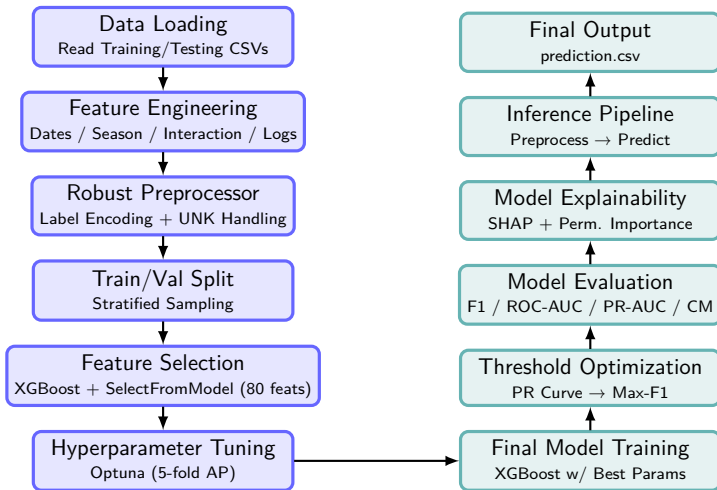 Data Loading
Read Training/Testing CSVs
Feature Engineering
Dates / Season / Interaction / Logs
Robust Preprocessor
Label Encoding + UNK Handling
Train/Val Split
Stratified Sampling
Feature Selection
XGBoost + SelectFromModel (80 feats)
Hyperparameter Tuning
Optuna (5-fold AP)
Final Model Training
XGBoost w/ Best Params
Threshold Optimization
PR Curve → Max-F1
Model Evaluation
F1 / ROC-AUC / PR-AUC / CM
Model Explainability
SHAP + Perm. Importance
Inference Pipeline
Preprocess → Predict
Final Output
prediction.csv